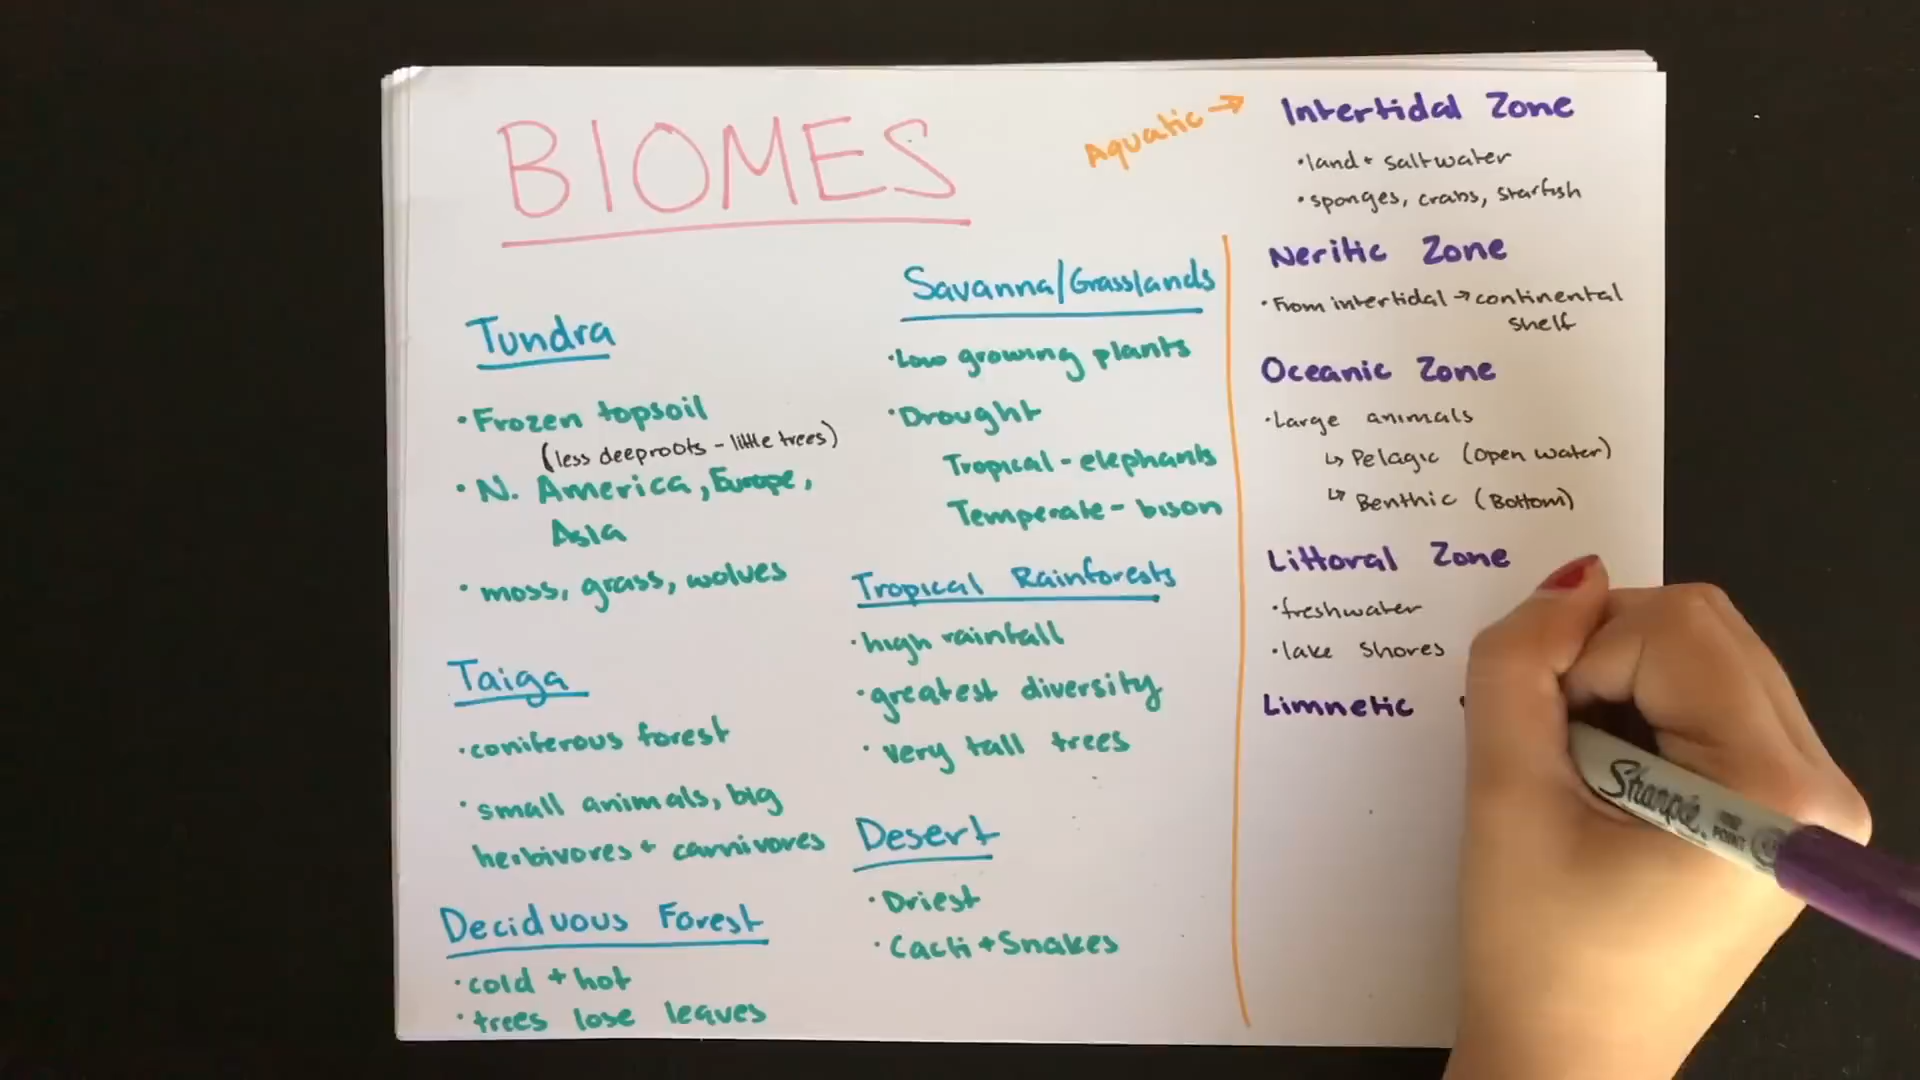 BIOMES
Tundra
•Frozen topsoil
(less deeproots - little trees)
•N. America, Europe,
Asia
•moss, grass, wolves
Taiga
•coniferous forest
•small animals, big
herbivores + carnivores
Deciduous Forest
•cold + hot
•trees lose leaves
Savanna/Grasslands
•Low growing plants
•Drought
Tropical - elephants
Temperate - bison
Tropical Rainforests
•high rainfall
•greatest diversity
•very tall trees
Desert
•Driest
•Cacti + Snakes
Aquatic →
Intertidal Zone
•land + saltwater
•sponges, crabs, starfish
Neritic Zone
•From intertidal → continental
shelf
Oceanic Zone
•Large animals
↳ Pelagic (Open water)
↳ Benthic (Bottom)
Littoral Zone
•freshwater
•lake shores
Limnetic
Sharpie.